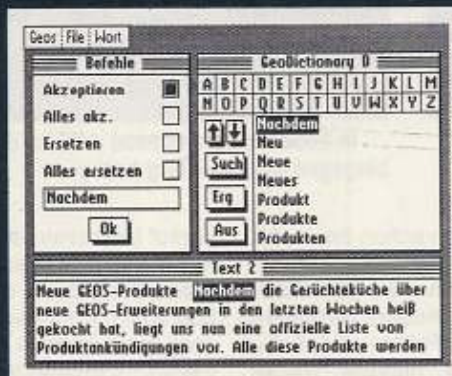 Geos File Wort
Befehle
Akzeptieren
Alles akz.
Ersetzen
Alles ersetzen
Nachdem
Ok
GeoDictionary D
A B C D E F G H I J K L M
N O P Q R S T U V W X Y Z
Such
Erg
Aus
Nachdem
Neu
Neue
Neues
Produkt
Produkte
Produkten
Text 2
Neue GEOS-Produkte Nachdem die Gerüchteküche über
neue GEOS-Erweiterungen in den letzten Wochen heiß
gekocht hat, liegt uns nun eine offizielle Liste von
Produktankündigungen vor. Alle diese Produkte werden